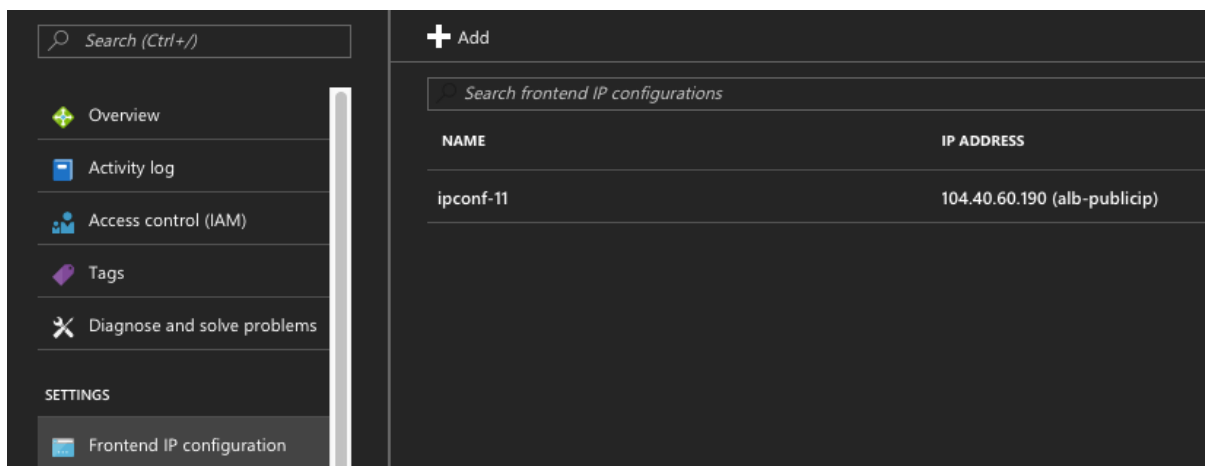 Search (Ctrl+/)
Overview
Activity log
Access control (IAM)
Tags
Diagnose and solve problems
SETTINGS
Frontend IP configuration
Add
Search frontend IP configurations
NAME IP ADDRESS
ipconf-11 104.40.60.190 (alb-publicip)